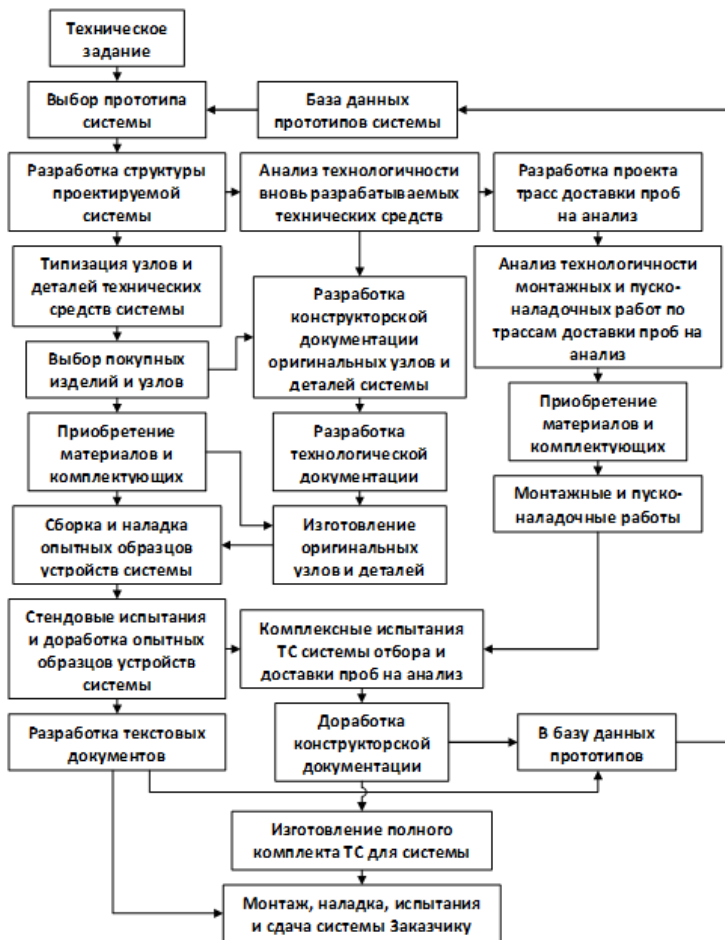 Техническое
задание
Выбор прототипа
системы
База данных
прототипов системы
Разработка структуры
проектируемой
системы
Анализ технологичности
вновь разрабатываемых
технических средств
Разработка проекта
трасс доставки проб
на анализ
Типизация узлов и
деталей технических
средств системы
Разработка
конструкторской
документации
оригинальных узлов и
деталей системы
Анализ технологичности
монтажных и пуско-
наладочных работ по
трассам доставки проб на
анализ
Выбор покупных
изделий и узлов
Приобретение
материалов и
комплектующих
Разработка
технологической
документации
Приобретение
материалов и
комплектующих
Сборка и наладка
опытных образцов
устройств системы
Изготовление
оригинальных
узлов и деталей
Монтажные и пуско-
наладочные работы
Стендовые испытания
и доработка опытных
образцов устройств
системы
Комплексные испытания
ТС системы отбора и
доставки проб на анализ
Разработка текстовых
документов
Доработка
конструкторской
документации
В базу данных
прототипов
Изготовление полного
комплекта ТС для системы
Монтаж, наладка, испытания
и сдача системы Заказчику